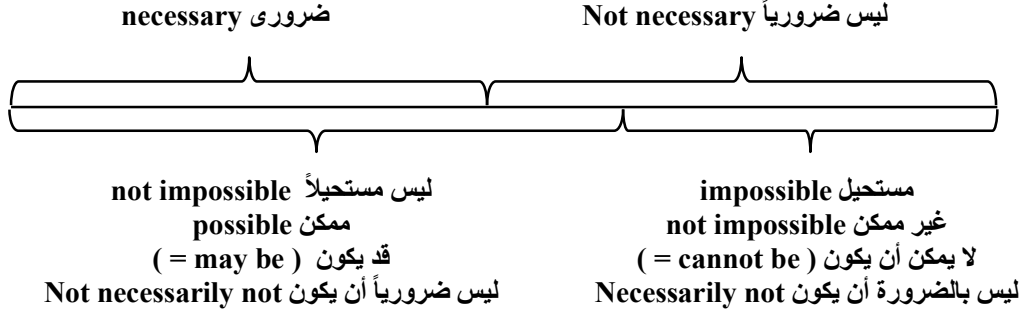 ضرورى necessary
ليس ضرورياً Not necessary
ليس مستحيلاً not impossible
ممكن possible
قد يكون ( may be = )
ليس ضرورياً أن يكون Not necessarily not
مستحيل impossible
غير ممكن not impossible
لا يمكن أن يكون ( cannot be = )
ليس بالضرورة أن يكون Necessarily not